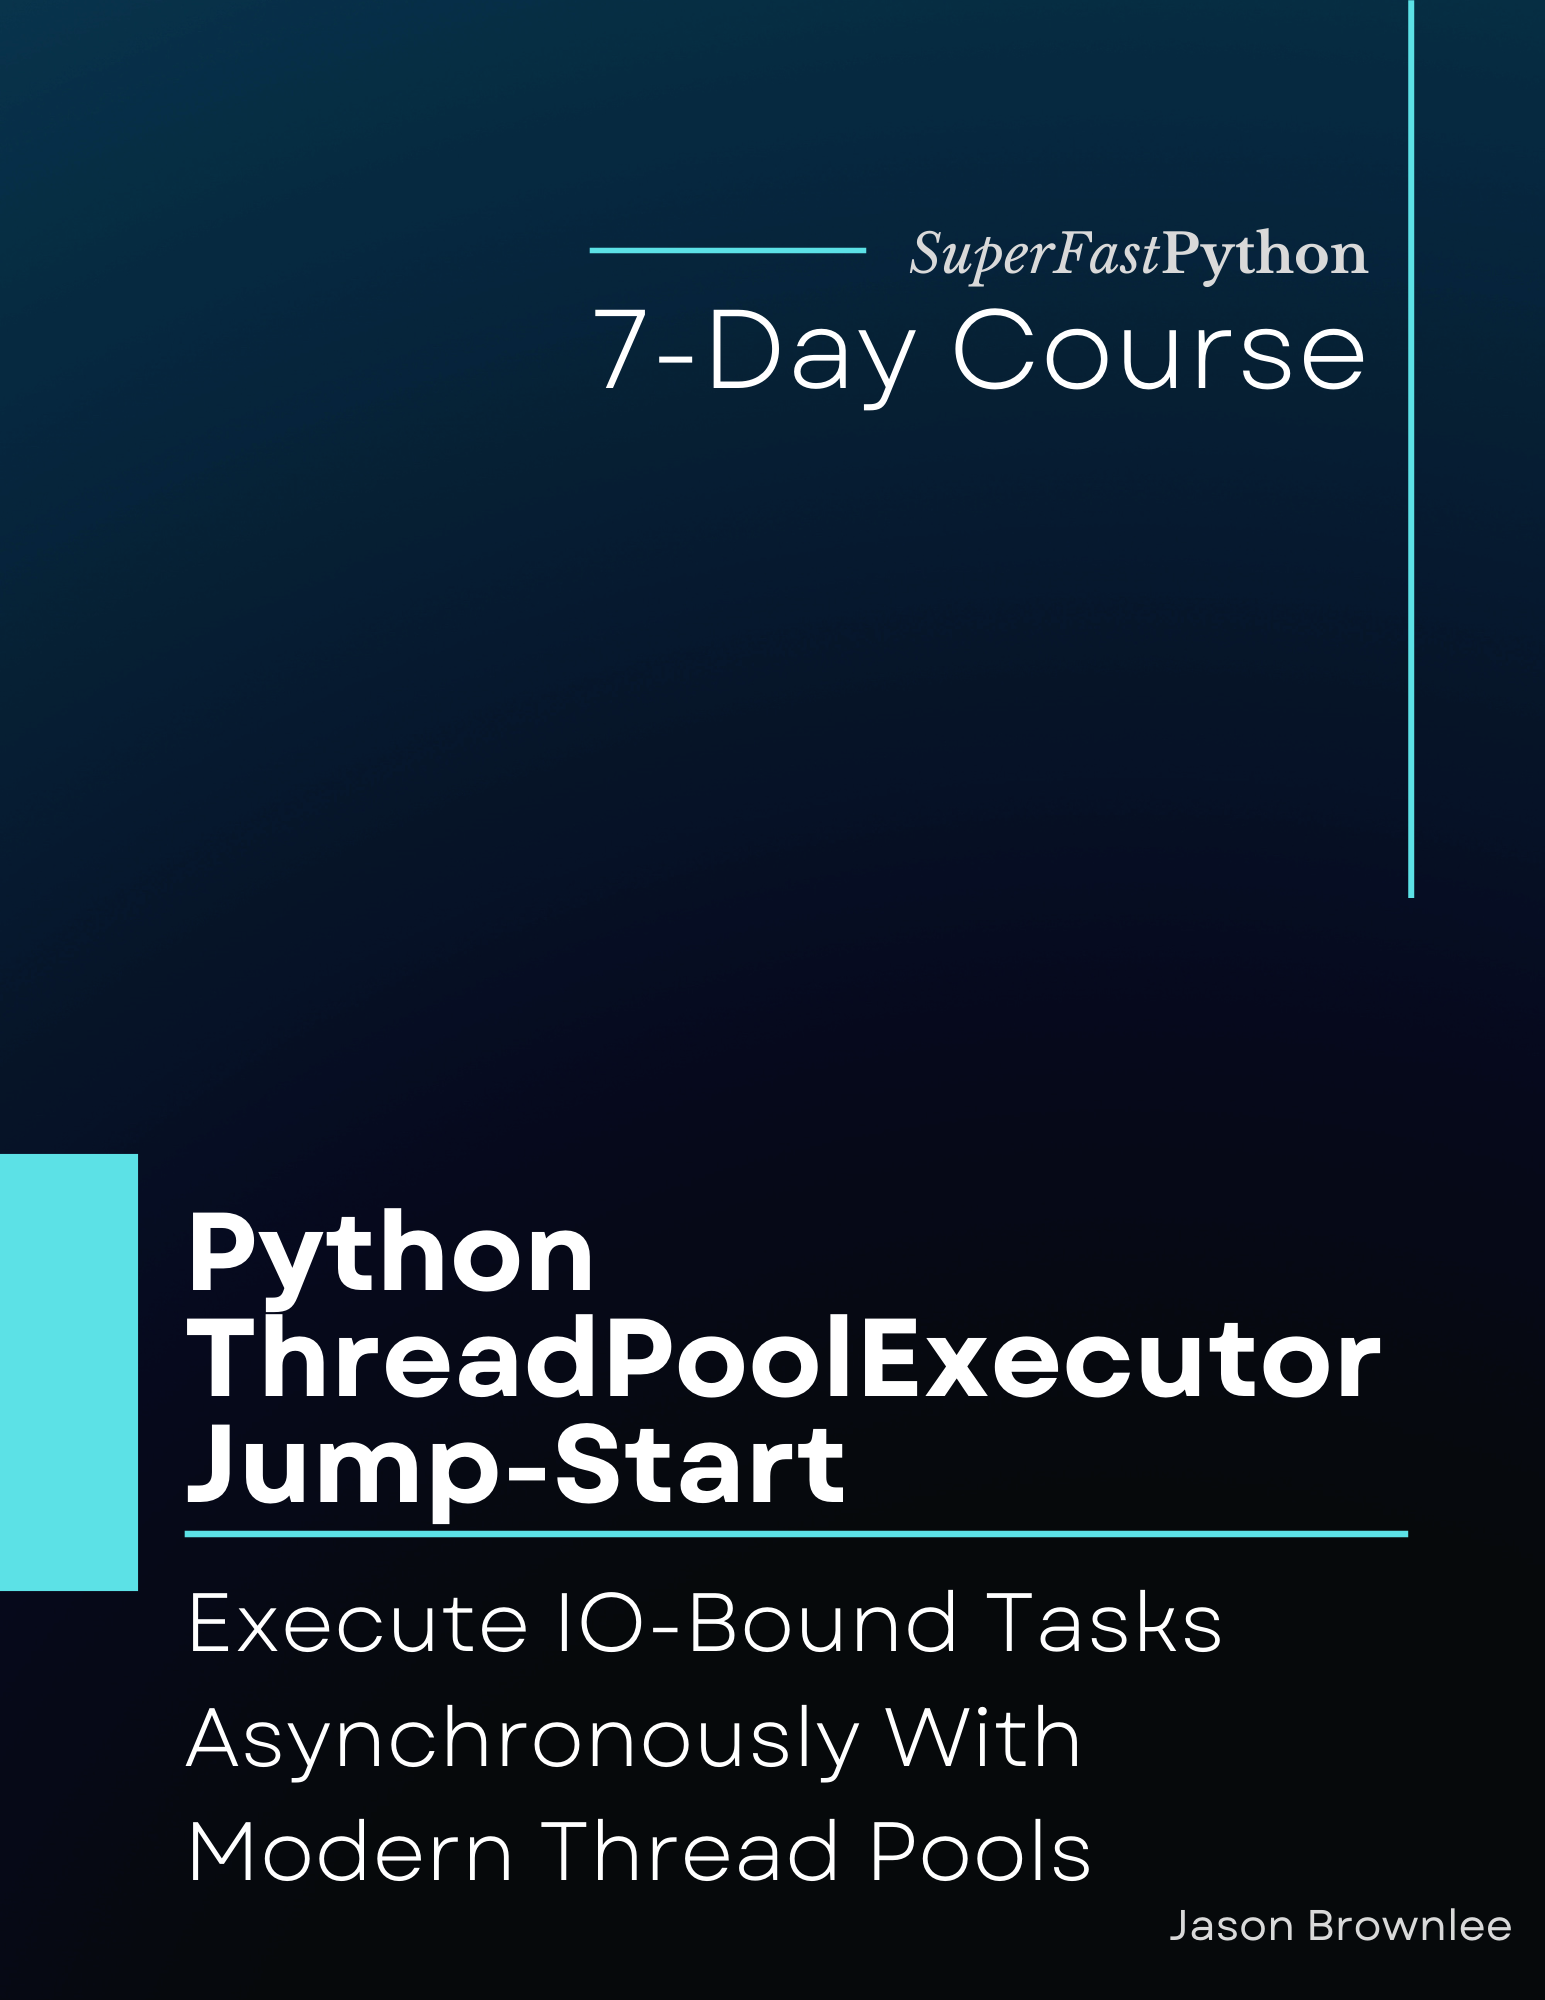 SuperFastPython
7-Day Course
Python
ThreadPoolExecutor
Jump-Start
Execute IO-Bound Tasks
Asynchronously With
Modern Thread Pools
Jason Brownlee